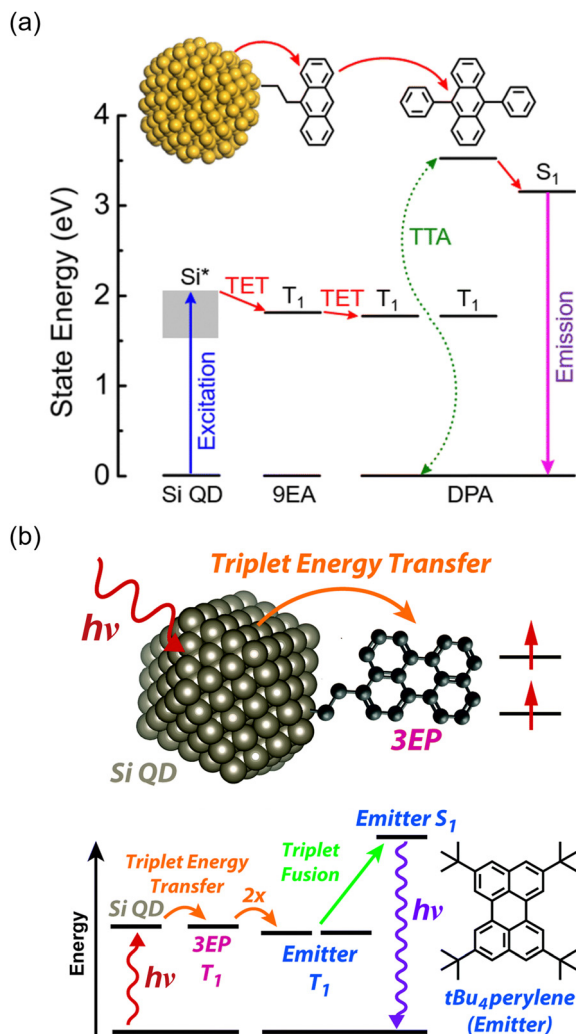 (a)
4
3
2
1
0
State Energy (eV)
Si*
TET
T₁
TET
T₁
T₁
TTA
S₁
Excitation
Emission
Si QD
9EA
DPA
(b)
Triplet Energy Transfer
hν
Si QD
3EP
Emitter S₁
Triplet Energy
Transfer
Triplet
Fusion
Si QD
2x
hν
Energy
3EP
T₁
Emitter
T₁
hν
tBu₄perylene
(Emitter)